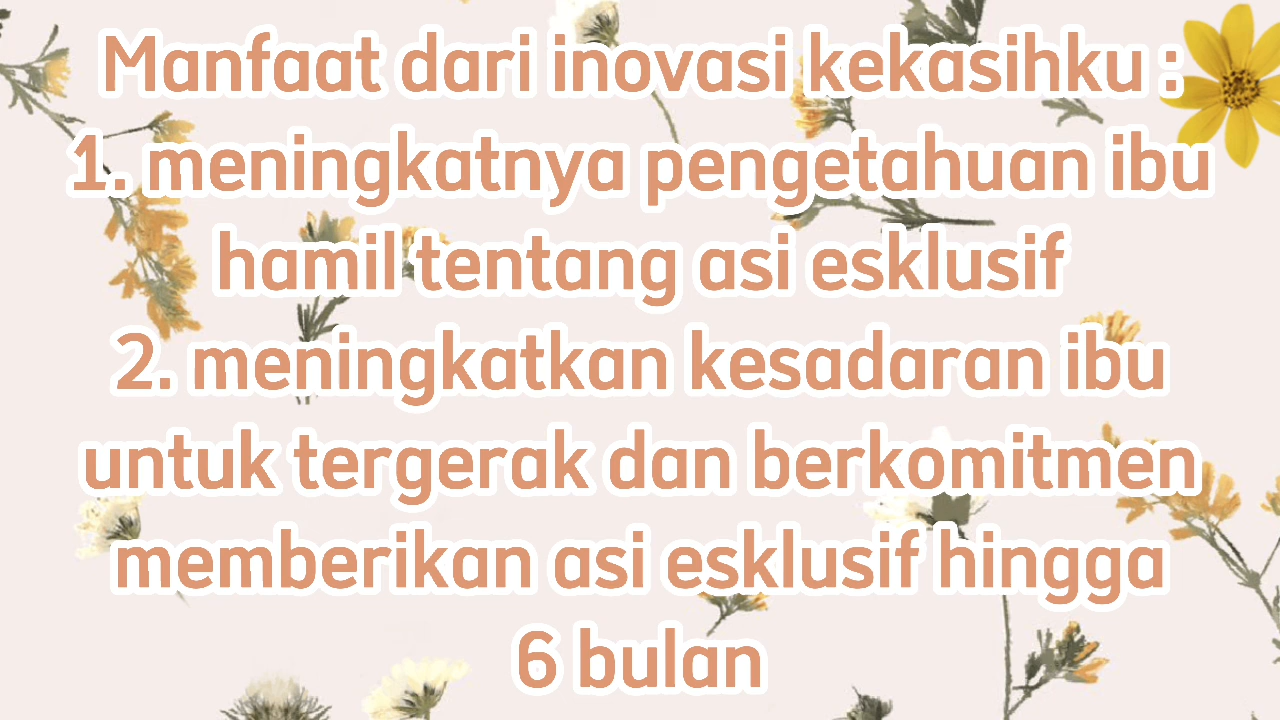 Manfaat dari inovasi kekasihku :
1. meningkatnya pengetahuan ibu
hamil tentang asi esklusif
2. meningkatkan kesadaran ibu
untuk tergerak dan berkomitmen
memberikan asi esklusif hingga
6 bulan